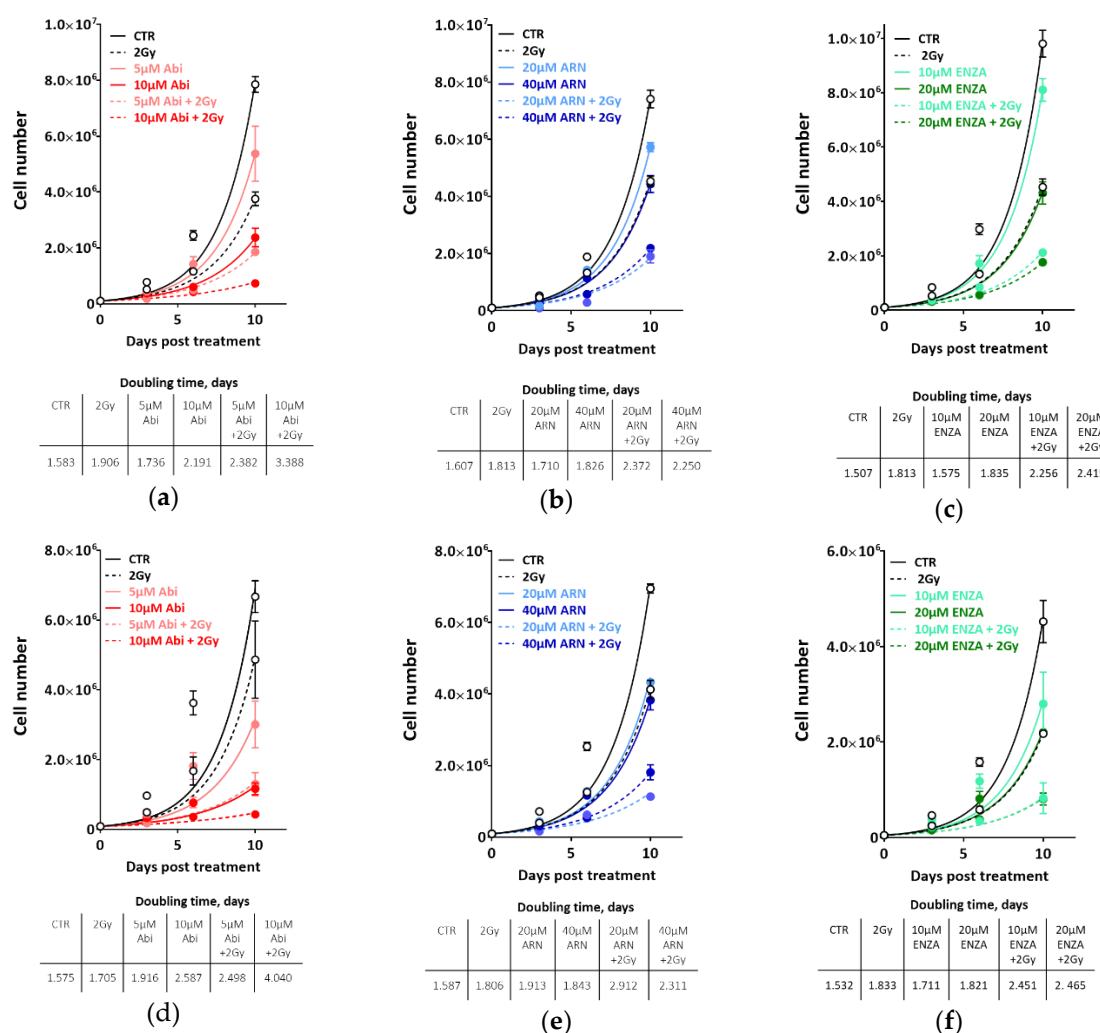 CTR
2Gy
5μM Abi
10μM Abi
5μM Abi + 2Gy
10μM Abi + 2Gy
Cell number
1.0×10⁷
8.0×10⁶
6.0×10⁶
4.0×10⁶
2.0×10⁶
0
0 5 10
Days post treatment
Doubling time, days
CTR 2Gy 5μM Abi 10μM Abi 5μM Abi +2Gy 10μM Abi +2Gy
1.583 1.906 1.736 2.191 2.382 3.388
(a)
CTR
2Gy
20μM ARN
40μM ARN
20μM ARN + 2Gy
40μM ARN + 2Gy
Cell number
1.0×10⁷
8.0×10⁶
6.0×10⁶
4.0×10⁶
2.0×10⁶
0
0 5 10
Days post treatment
Doubling time, days
CTR 2Gy 20μM ARN 40μM ARN 20μM ARN +2Gy 40μM ARN +2Gy
1.607 1.813 1.710 1.826 2.372 2.250
(b)
CTR
2Gy
10μM ENZA
20μM ENZA
10μM ENZA + 2Gy
20μM ENZA + 2Gy
Cell number
1.0×10⁷
8.0×10⁶
6.0×10⁶
4.0×10⁶
2.0×10⁶
0
0 5 10
Days post treatment
Doubling time, days
CTR 2Gy 10μM ENZA 20μM ENZA 10μM ENZA +2Gy 20μM ENZA +2Gy
1.507 1.813 1.575 1.835 2.256
(c)
CTR
2Gy
5μM Abi
10μM Abi
5μM Abi + 2Gy
10μM Abi + 2Gy
Cell number
8.0×10⁶
6.0×10⁶
4.0×10⁶
2.0×10⁶
0
0 5 10
Days post treatment
Doubling time, days
CTR 2Gy 5μM Abi 10μM Abi 5μM Abi +2Gy 10μM Abi +2Gy
1.575 1.705 1.916 2.587 2.498 4.040
(d)
CTR
2Gy
20μM ARN
40μM ARN
20μM ARN + 2Gy
40μM ARN + 2Gy
Cell number
8.0×10⁶
6.0×10⁶
4.0×10⁶
2.0×10⁶
0
0 5 10
Days post treatment
Doubling time, days
CTR 2Gy 20μM ARN 40μM ARN 20μM ARN +2Gy 40μM ARN +2Gy
1.587 1.806 1.913 1.843 2.912 2.311
(e)
CTR
2Gy
10μM ENZA
20μM ENZA
10μM ENZA + 2Gy
20μM ENZA + 2Gy
Cell number
6.0×10⁶
4.0×10⁶
2.0×10⁶
0
0 5 10
Days post treatment
Doubling time, days
CTR 2Gy 10μM ENZA 20μM ENZA 10μM ENZA +2Gy 20μM ENZA +2Gy
1.532 1.833 1.711 1.821 2.451 2. 465
(f)